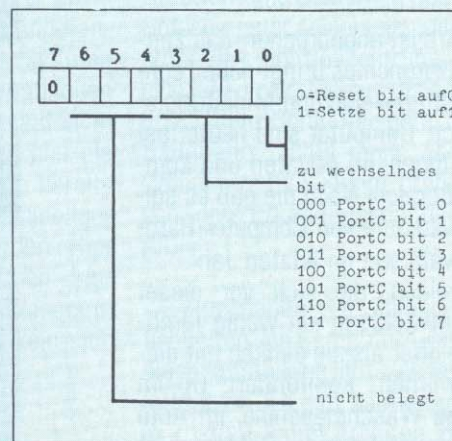 7 6 5 4 3 2 1 0
0
0=Reset bit auf0
1=Setze bit auf1
zu wechselndes
bit
000 PortC bit 0
001 PortC bit 1
010 PortC bit 2
011 PortC bit 3
100 PortC bit 4
101 PortC bit 5
110 PortC bit 6
111 PortC bit 7
nicht belegt